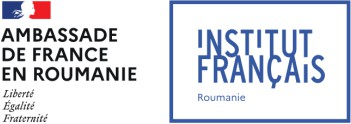 AMBASSADE
DE FRANCE
EN ROUMANIE
Liberté
Égalité
Fraternité
INSTITUT
FRANÇAIS
Roumanie